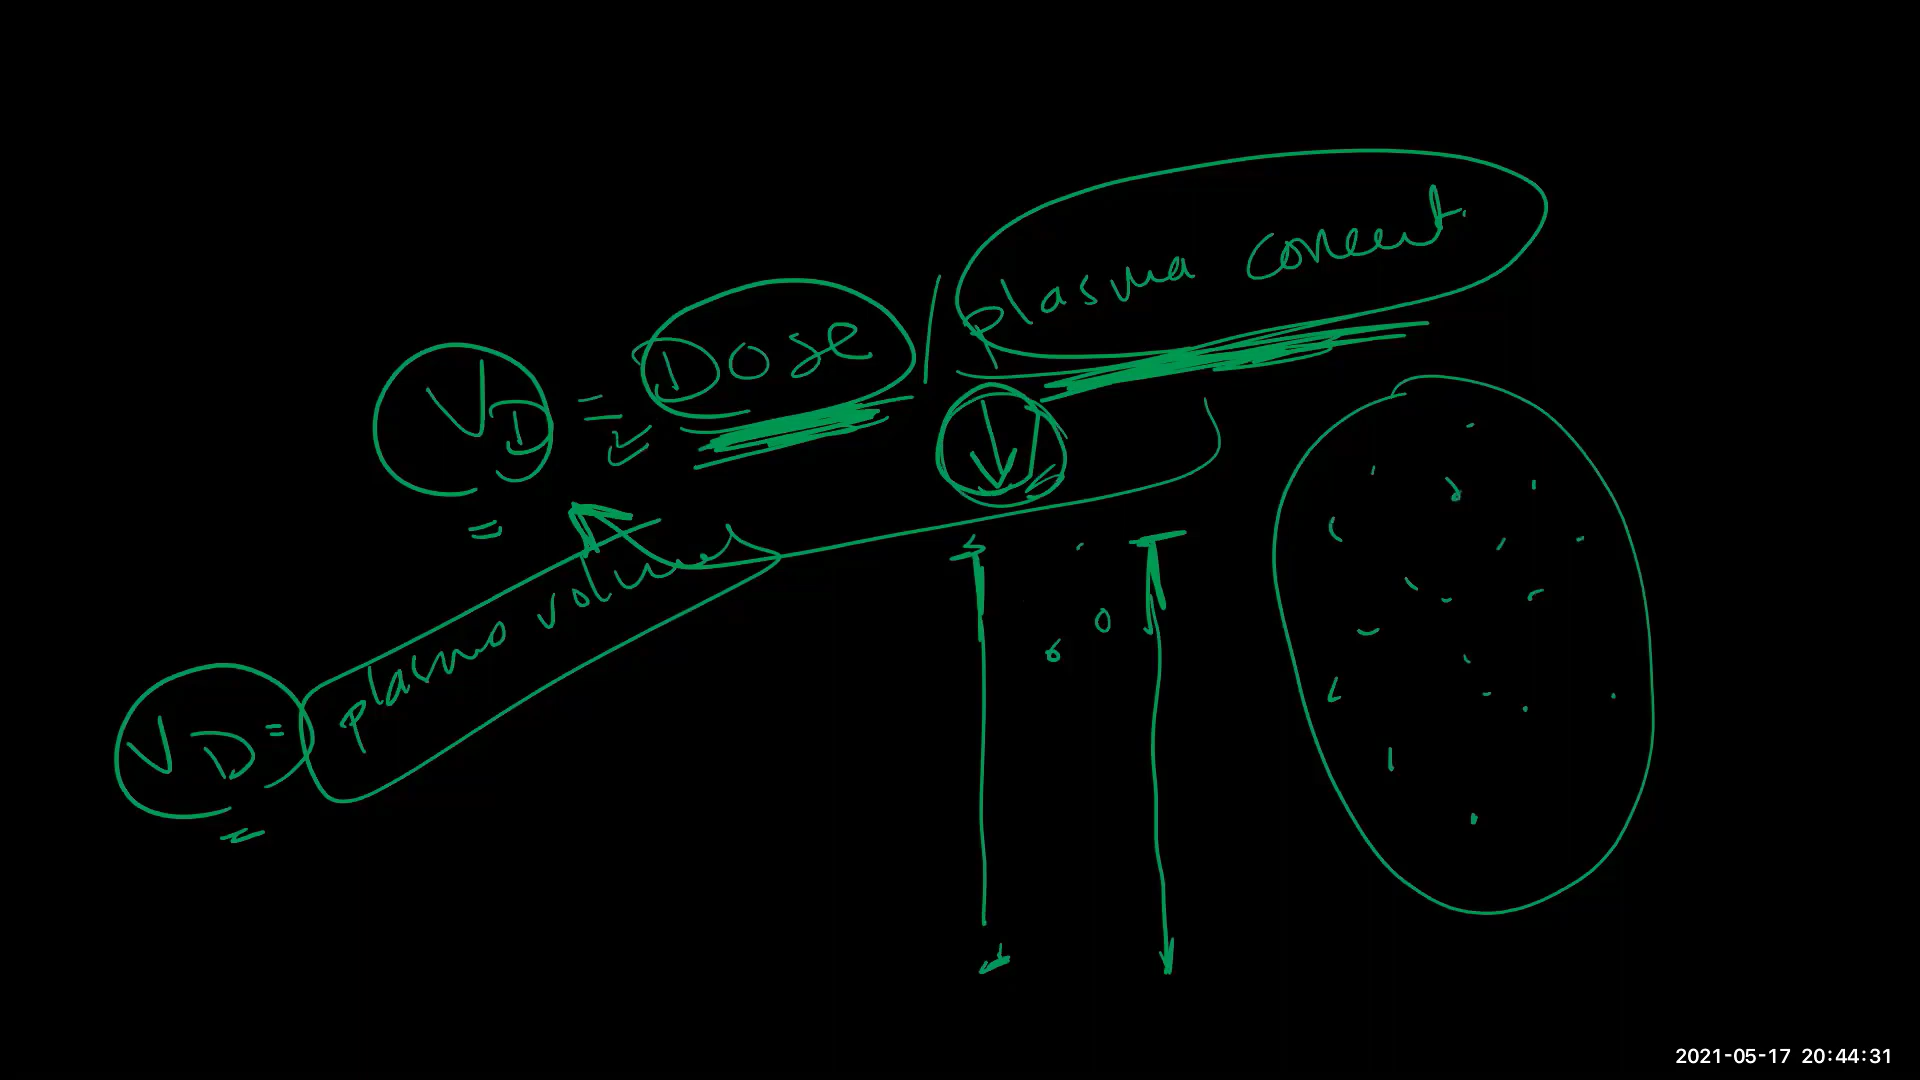 VD = Dose / plasma concent.
VD = plasma volume
2021-05-17 20:44:31